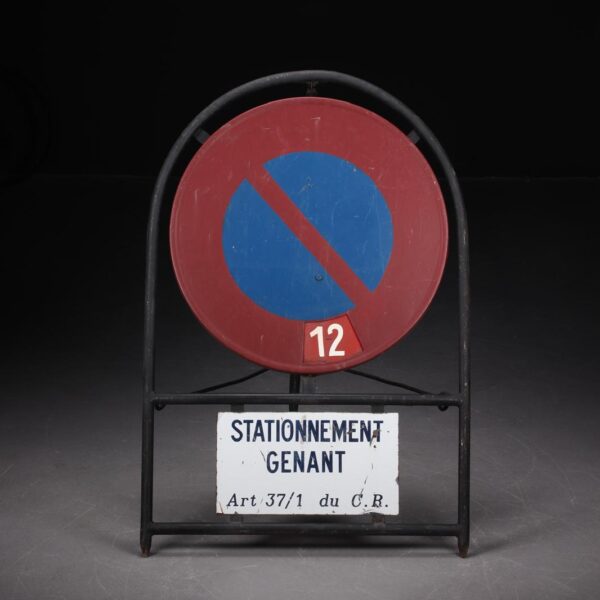 12
STATIONNEMENT
GENANT
Art 37/1 du C.R.